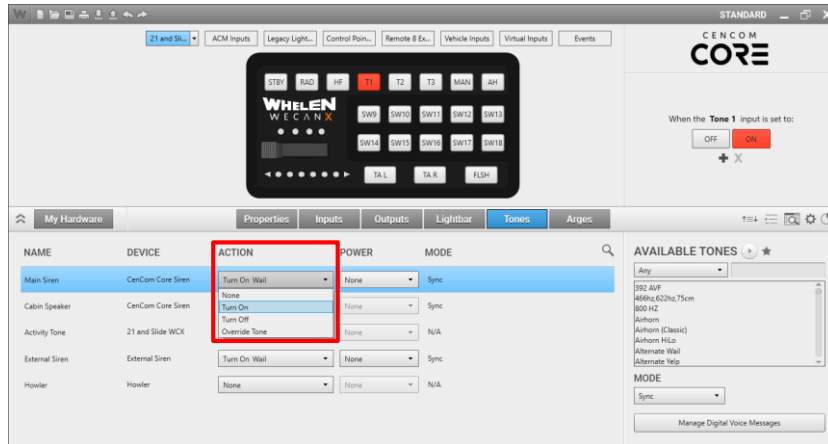 STANDARD
21 and Sli...
ACM Inputs
Legacy Light...
Control Poin...
Remote 8 Ex...
Vehicle Inputs
Virtual Inputs
Events
CENCOM
CORE
STBY RAD HF T1 T2 T3 MAN AH
WHELEN
WECANX
SW9 SW10 SW11 SW12 SW13
SW14 SW15 SW16 SW17 SW18
TA L TA R FLSH
When the Tone 1 input is set to:
OFF ON
My Hardware
Properties Inputs Outputs Lightbar Tones Arges
NAME DEVICE ACTION POWER MODE
Main Siren CenCom Core Siren Turn On Wail None Sync
None
Turn On
Turn Off
Override Tone
Cabin Speaker CenCom Core Siren None Sync
Activity Tone 21 and Slide WCX None N/A
External Siren External Siren Turn On Wail None Sync
Howler Howler None None N/A
AVAILABLE TONES
Any
392 AVF
466hz,622hz,75cm
800 HZ
Airhorn
Airhorn (Classic)
Airhorn HiLo
Alternate Wail
Alternate Yelp
MODE
Sync
Manage Digital Voice Messages